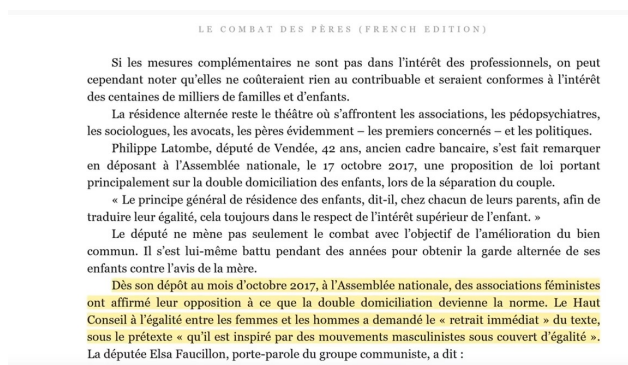 LE COMBAT DES PÈRES (FRENCH EDITION)
Si les mesures complémentaires ne sont pas dans l'intérêt des professionnels, on peut
cependant noter qu'elles ne coûteraient rien au contribuable et seraient conformes à l'intérêt
des centaines de milliers de familles et d'enfants.
La résidence alternée reste le théâtre où s'affrontent les associations, les pédopsychiatres,
les sociologues, les avocats, les pères évidemment – les premiers concernés – et les politiques.
Philippe Latombe, député de Vendée, 42 ans, ancien cadre bancaire, s'est fait remarquer
en déposant à l'Assemblée nationale, le 17 octobre 2017, une proposition de loi portant
principalement sur la double domiciliation des enfants, lors de la séparation du couple.
« Le principe général de résidence des enfants, dit-il, chez chacun de leurs parents, afin de
traduire leur égalité, cela toujours dans le respect de l'intérêt supérieur de l'enfant. »
Le député ne mène pas seulement le combat avec l'objectif de l'amélioration du bien
commun. Il s'est lui-même battu pendant des années pour obtenir la garde alternée de ses
enfants contre l'avis de la mère.
Dès son dépôt au mois d'octobre 2017, à l'Assemblée nationale, des associations féministes
ont affirmé leur opposition à ce que la double domiciliation devienne la norme. Le Haut
Conseil à l'égalité entre les femmes et les hommes a demandé le « retrait immédiat » du texte,
sous le prétexte « qu'il est inspiré par des mouvements masculinistes sous couvert d'égalité ».
La députée Elsa Faucillon, porte-parole du groupe communiste, a dit :